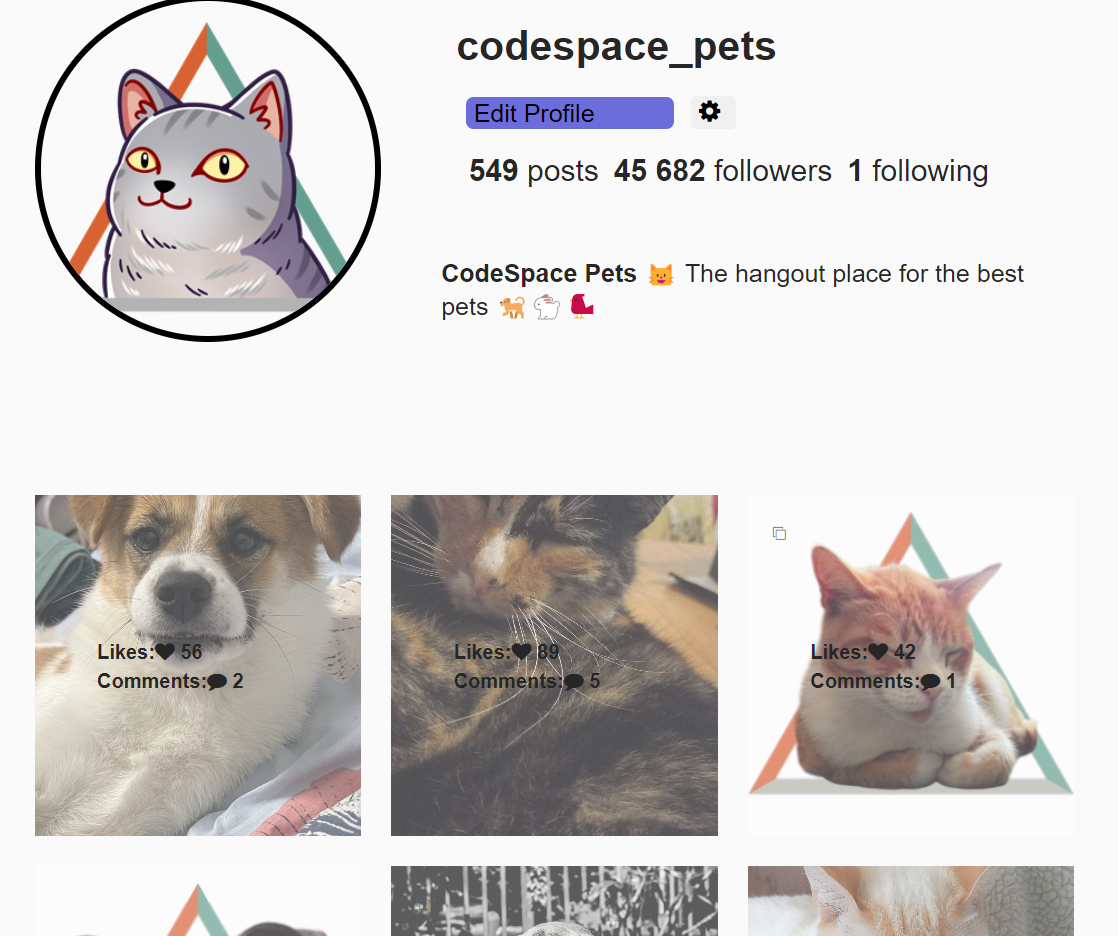 codespace_pets
Edit Profile
549 posts 45 682 followers 1 following
CodeSpace Pets The hangout place for the best
pets
Likes: 56
Comments: 2
Likes: 89
Comments: 5
Likes: 42
Comments: 1